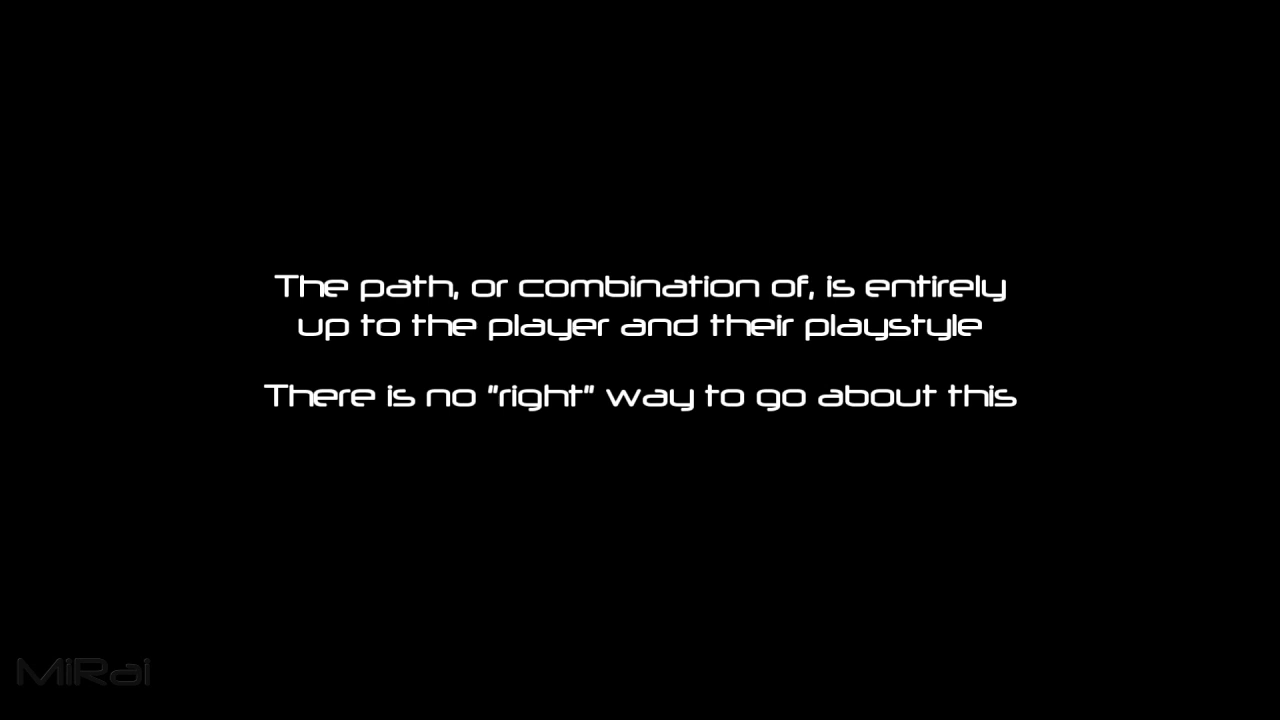 The path, or combination of, is entirely
up to the player and their playstyle
There is no "right" way to go about this
MiRai